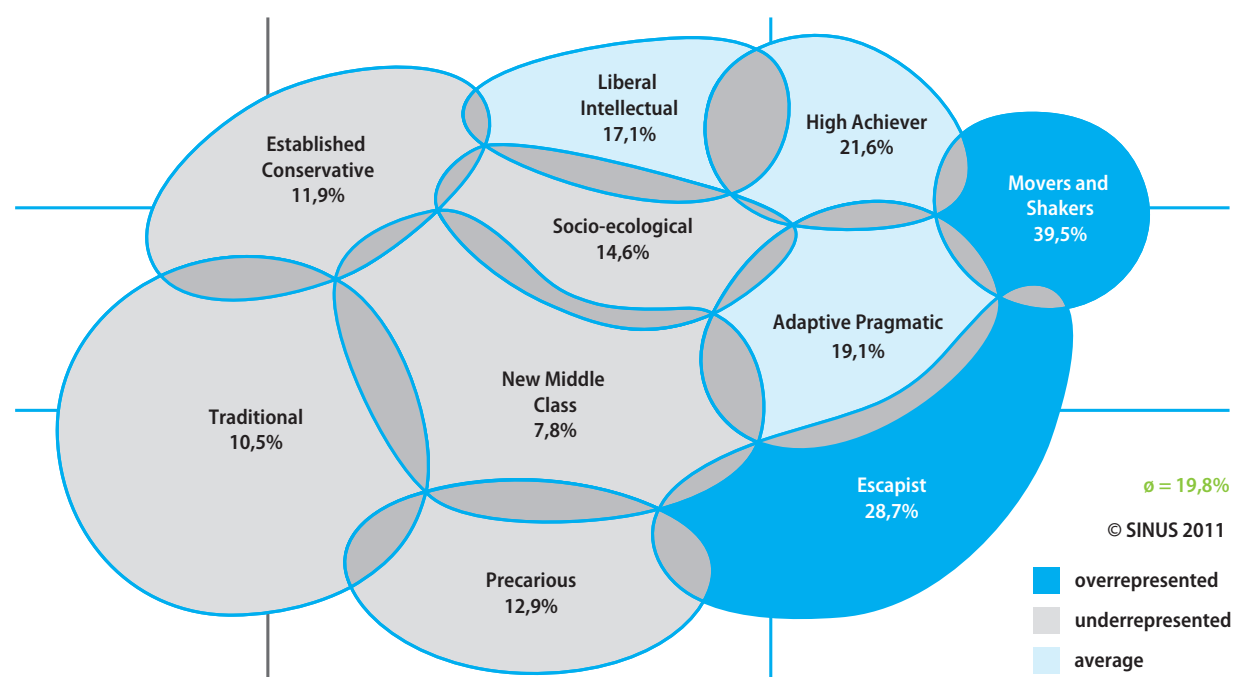 Liberal
Intellectual
17,1%
High Achiever
21,6%
Established
Conservative
11,9%
Movers and
Shakers
39,5%
Socio-ecological
14,6%
Adaptive Pragmatic
19,1%
New Middle
Class
7,8%
Traditional
10,5%
Escapist
28,7%
Precarious
12,9%
ø = 19,8%
© SINUS 2011
overrepresented
underrepresented
average